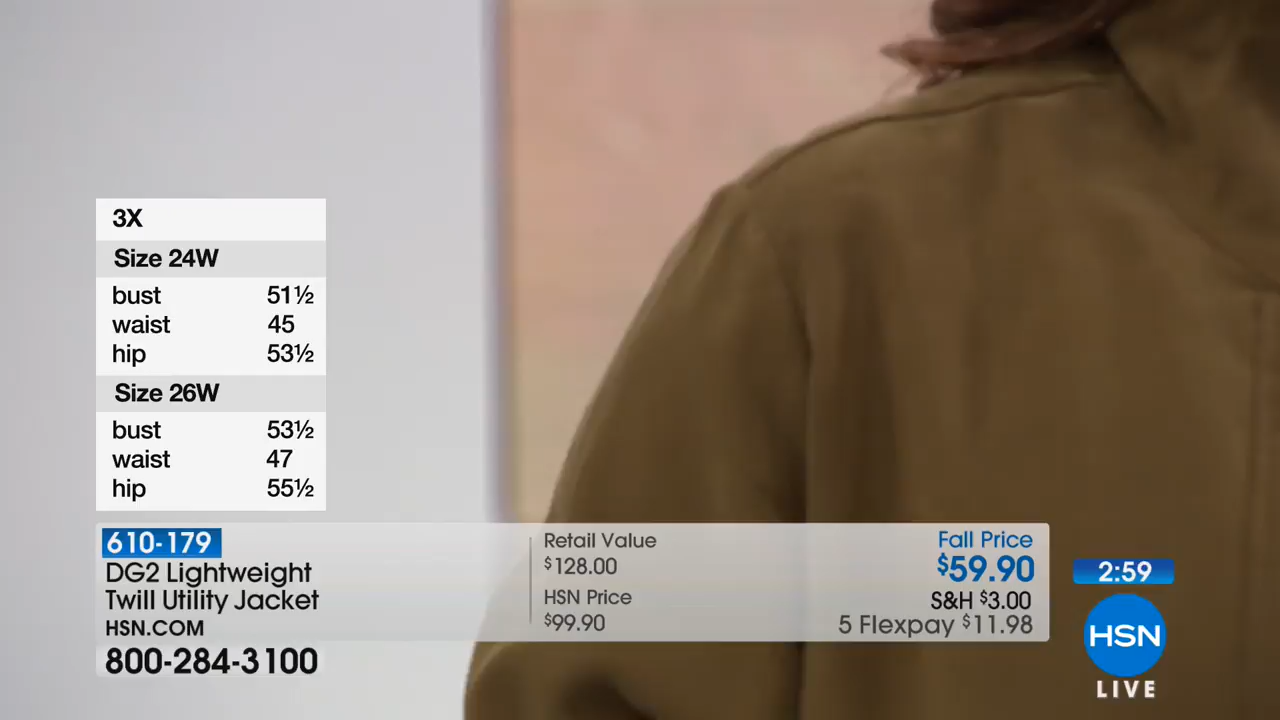 3X
Size 24W
bust 51½
waist 45
hip 53½
Size 26W
bust 53½
waist 47
hip 55½
610-179
DG2 Lightweight
Twill Utility Jacket
HSN.COM
800-284-3100
Retail Value
$128.00
HSN Price
$99.90
Fall Price
$59.90
S&H $3.00
5 Flexpay $11.98
2:59
HSN
LIVE